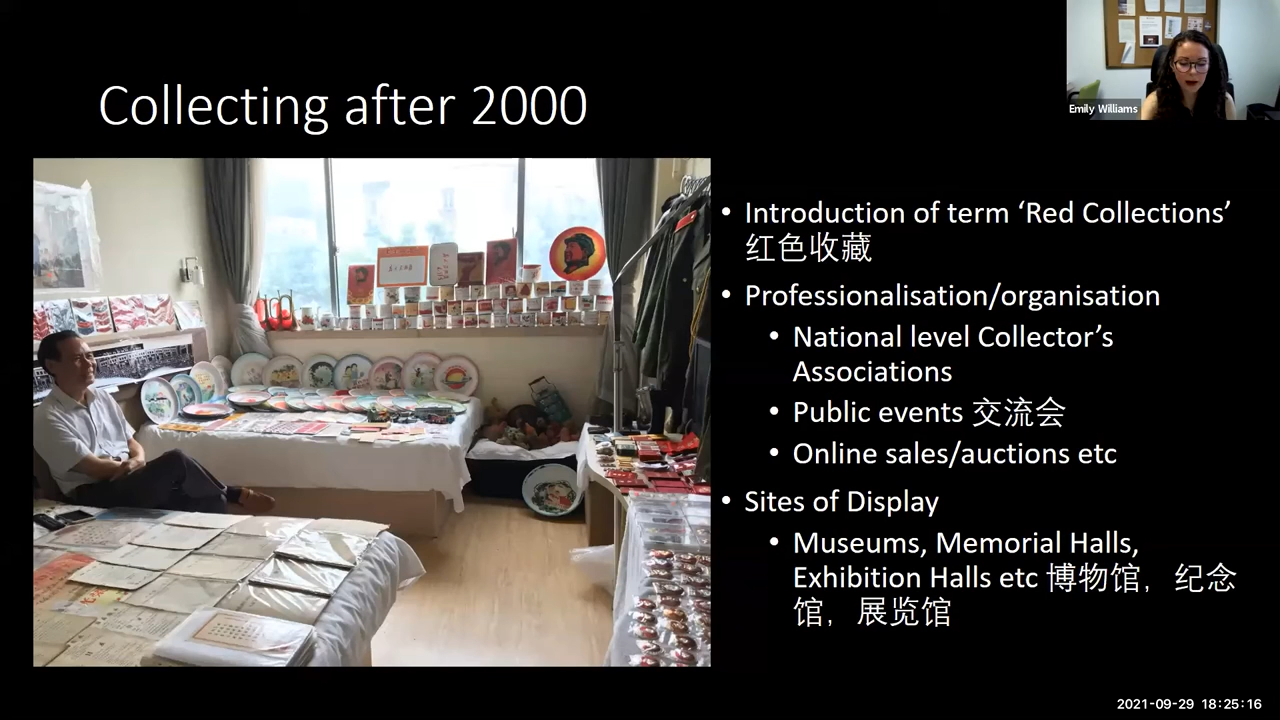 Collecting after 2000
Emily Williams
• Introduction of term ‘Red Collections’
红色收藏
• Professionalisation/organisation
• National level Collector’s
Associations
• Public events 交流会
• Online sales/auctions etc
• Sites of Display
• Museums, Memorial Halls,
Exhibition Halls etc 博物馆，纪念
馆，展览馆
2021-09-29 18:25:16